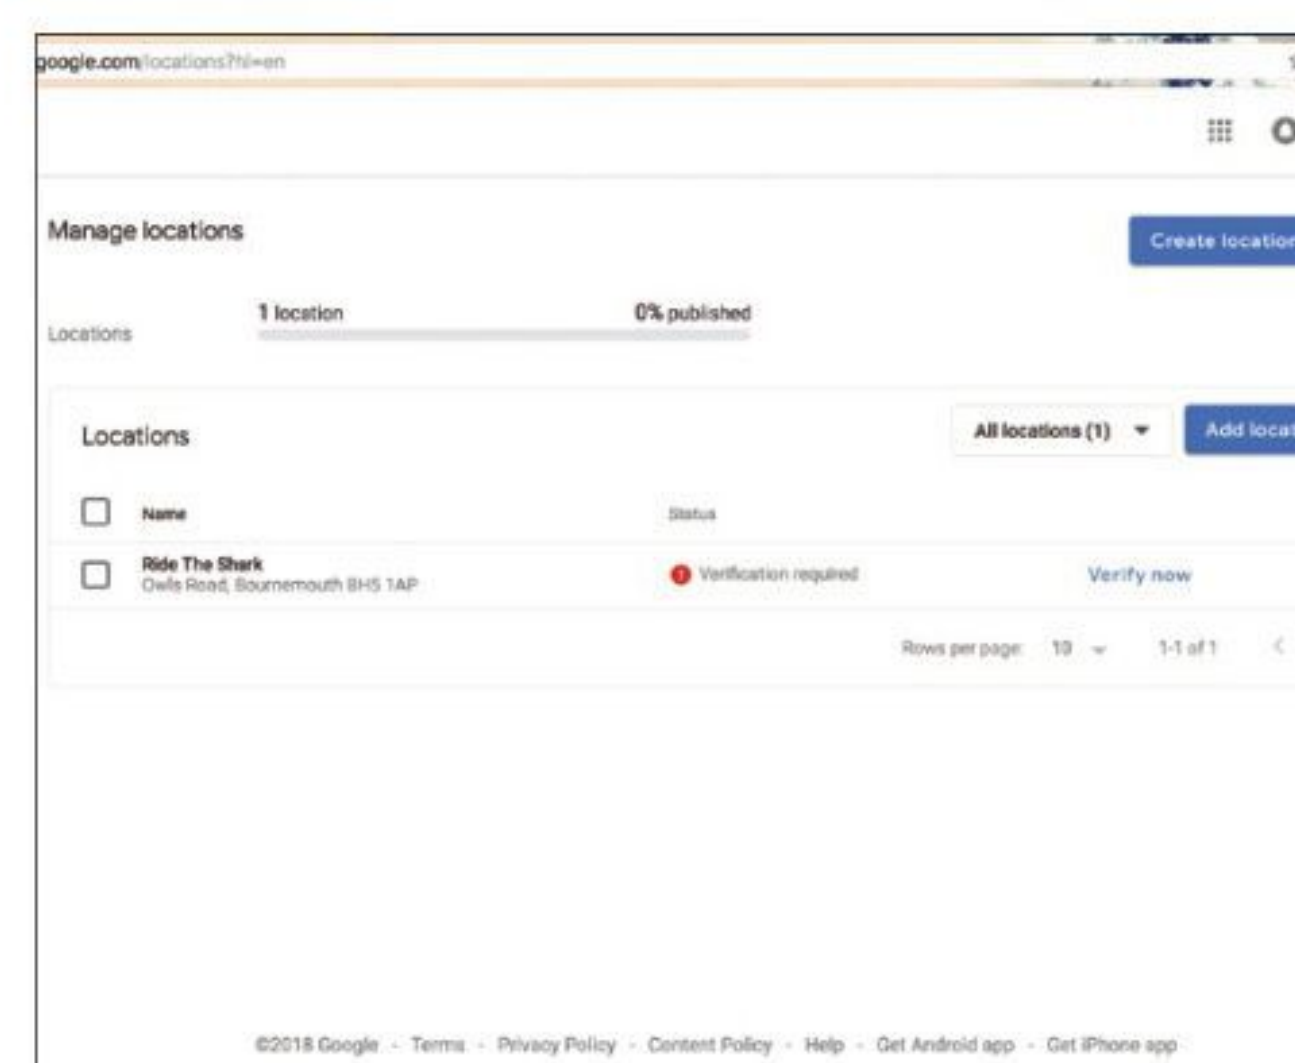 google.com/locations?hl=en
Manage locations
Create location
Locations
1 location
0% published
Locations
All locations (1)
Add locat
Name
Status
Ride The Shark
Owls Road, Bournemouth BH5 1AP
Verification required
Verify now
Rows per page: 10
1-1 of 1
©2018 Google - Terms - Privacy Policy - Content Policy - Help - Get Android app - Get iPhone app